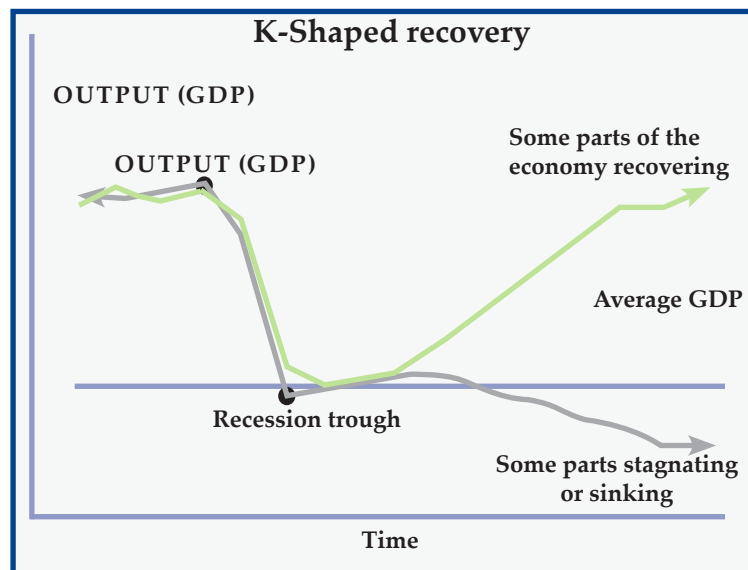 K-Shaped recovery
OUTPUT (GDP)
OUTPUT (GDP)
Some parts of the
economy recovering
Average GDP
Recession trough
Some parts stagnating
or sinking
Time